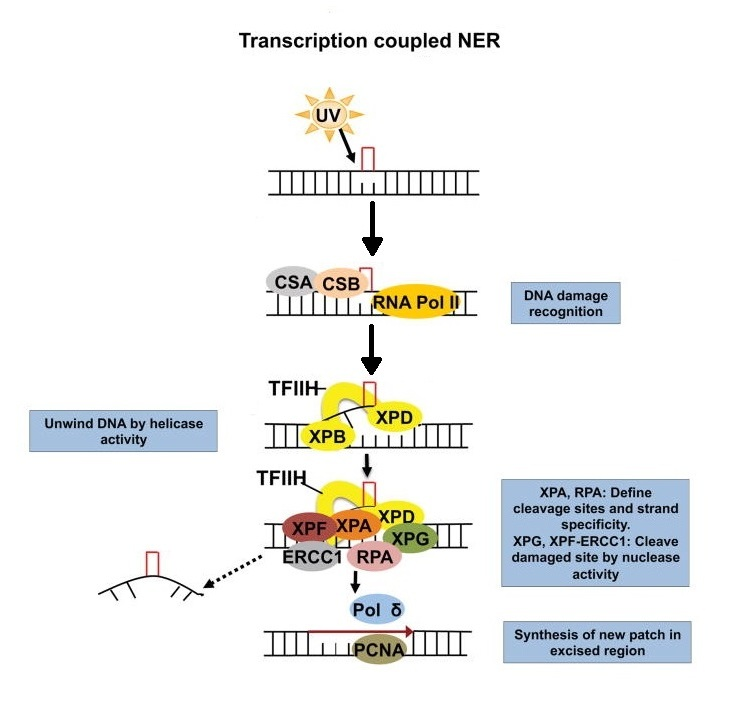 Transcription coupled NER
UV
CSA
CSB
RNA Pol II
DNA damage
recognition
TFIIH
XPD
XPB
Unwind DNA by helicase
activity
TFIIH
XPF
XPA
XPD
XPG
ERCC1
RPA
XPA, RPA: Define
cleavage sites and strand
specificity.
XPG, XPF-ERCC1: Cleave
damaged site by nuclease
activity
Pol δ
PCNA
Synthesis of new patch in
excised region